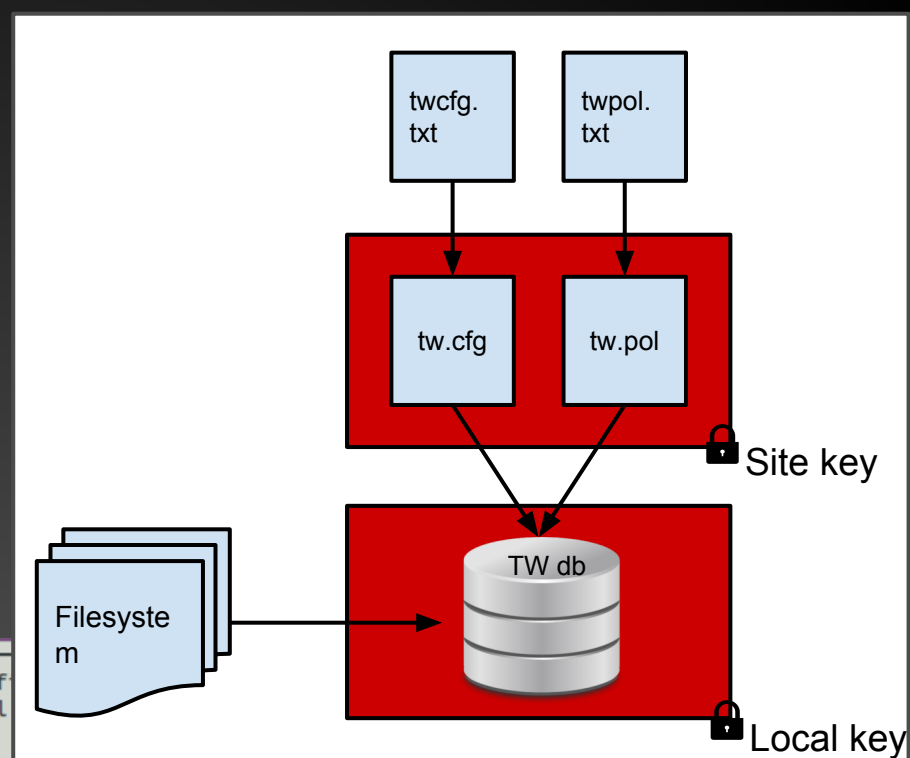 twcfg.
txt
twpol.
txt
tw.cfg
tw.pol
Site key
TW db
Filesyste
m
Local key